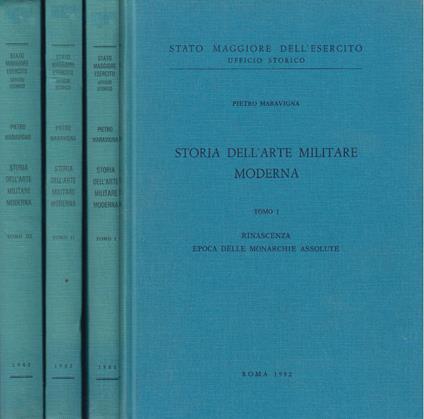 STATO
MAGGIORE
ESERCITO
UFFICIO
STORICO
PIETRO
MARAVIGNA
STORIA
DELL'ARTE
MILITARE
MODERNA
TOMO III
1982
STATO
MAGGIORE
ESERCITO
UFFICIO
STORICO
PIETRO
MARAVIGNA
STORIA
DELL'ARTE
MILITARE
MODERNA
TOMO II
1982
STATO
MAGGIORE
ESERCITO
UFFICIO
STORICO
PIETRO
MARAVIGNA
STORIA
DELL'ARTE
MILITARE
MODERNA
TOMO I
1982
STATO MAGGIORE DELL'ESERCITO
UFFICIO STORICO
PIETRO MARAVIGNA
STORIA DELL'ARTE MILITARE
MODERNA
TOMO I
RINASCENZA
EPOCA DELLE MONARCHIE ASSOLUTE
ROMA 1982